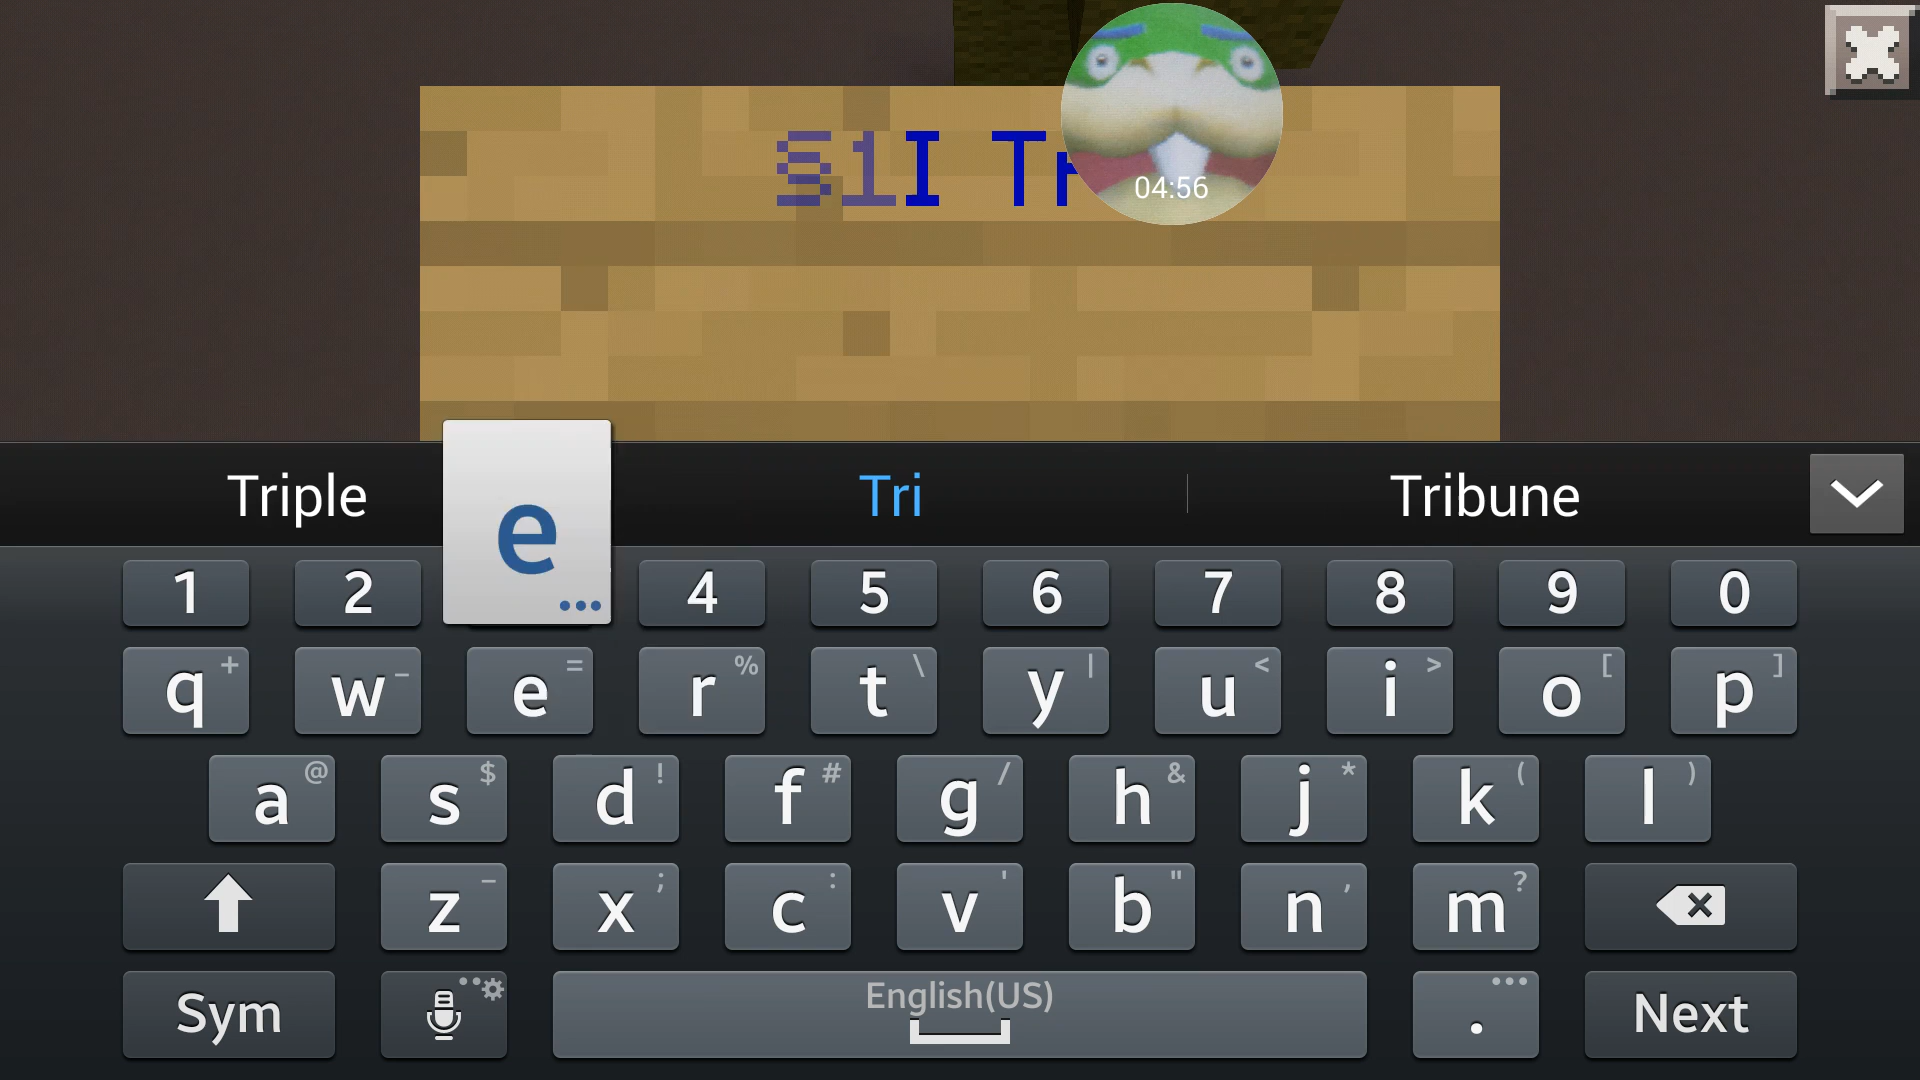 S1I Tr
04:56
Triple
Tri
Tribune
e
1 2 4 5 6 7 8 9 0
q + w - e = r % t \ y | u < i > o [ p ]
a @ s $ d ! f # g / h & j * k ( l )
z – x ; c : v ' b " n , m ?
Sym
English(US)
.
Next